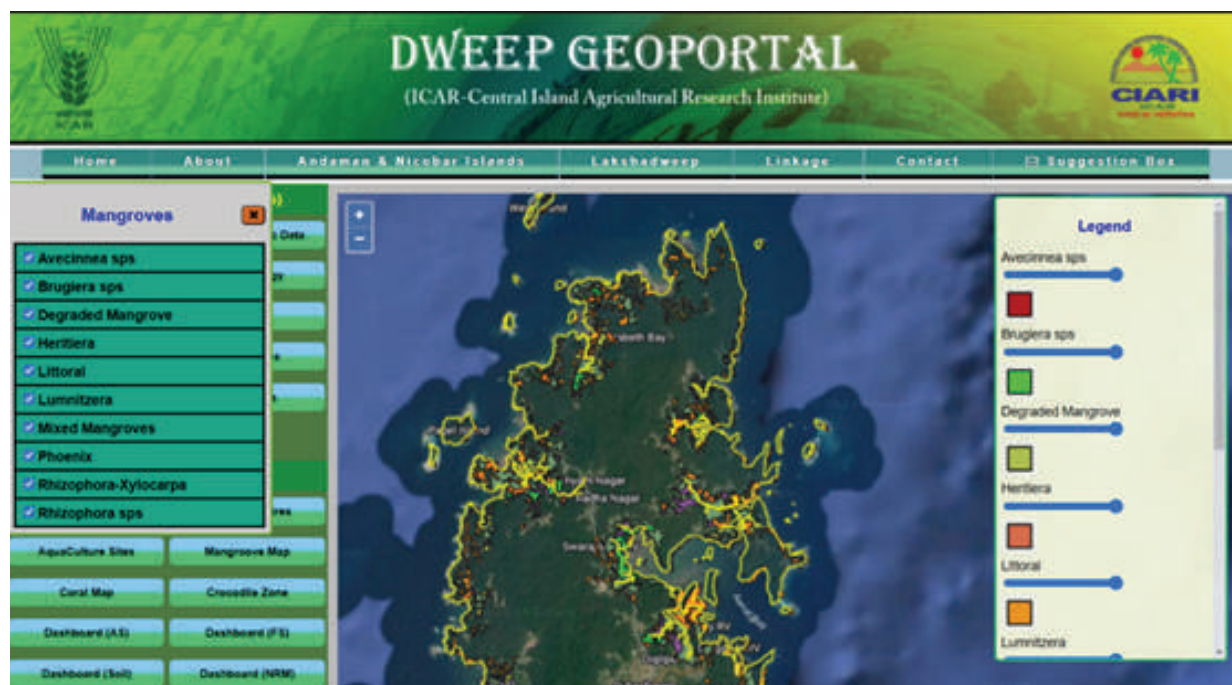 DWEEP GEOPORTAL
(ICAR-Central Island Agricultural Research Institute)
ICAR
CIARI
Home About Andaman & Nicobar Islands Lakshadweep Linkage Contact Suggestion Box
Mangroves
Avecinnea sps
Brugiera sps
Degraded Mangrove
Heritiera
Littoral
Lumnitzera
Mixed Mangroves
Phoenix
Rhizophora-Xylocarpa
Rhizophora sps
AquaCulture Sites Mangroove Map
Coral Map Crocodile Zone
Dashboard (AS) Dashboard (FS)
Dashboard (Soil) Dashboard (NRM)
+
−
Radha Nagar
Legend
Avecinnea sps
Brugiera sps
Degraded Mangrove
Heritiera
Littoral
Lumnitzera